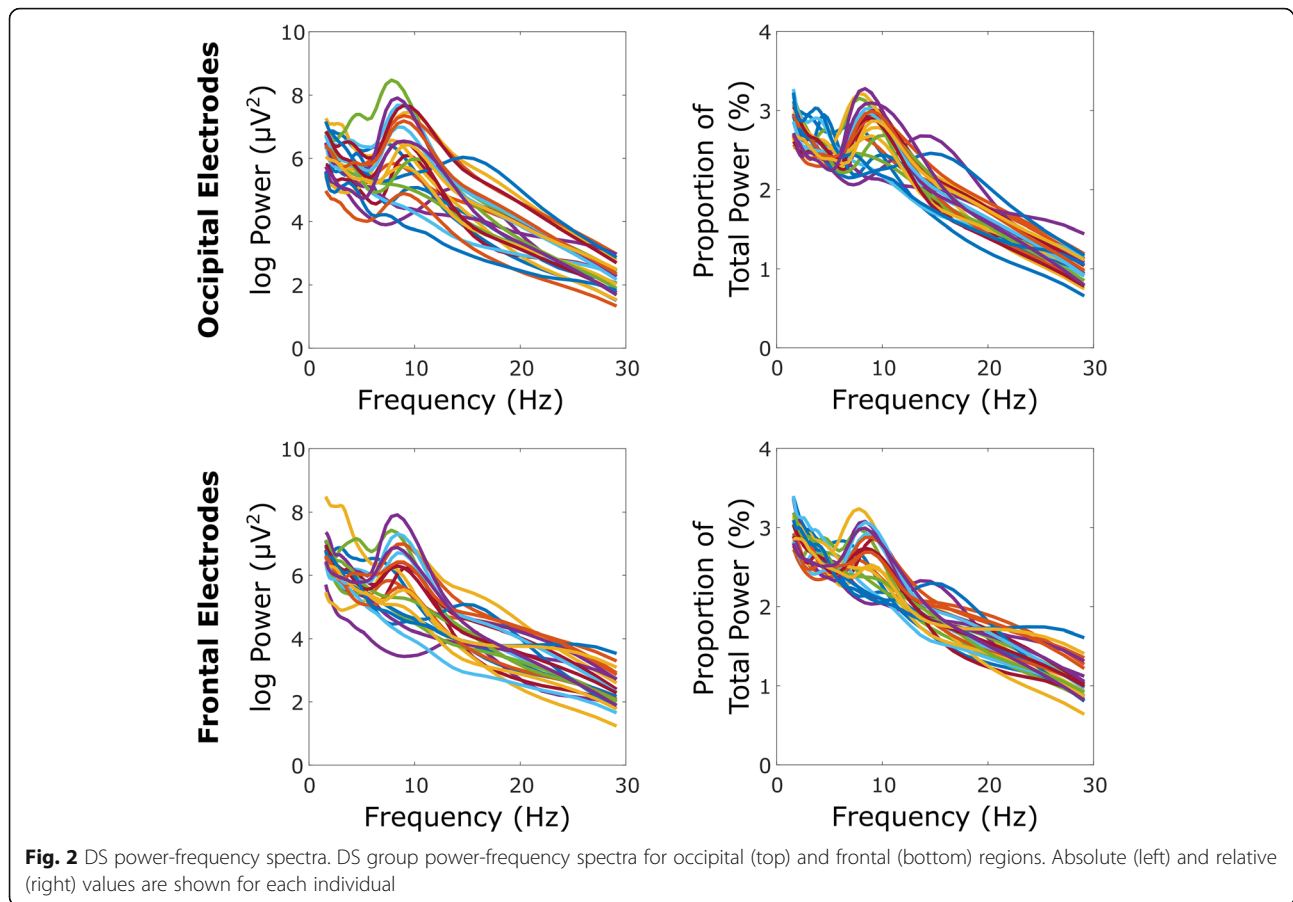 Occipital Electrodes
log Power (µV²)
10
8
6
4
2
0
0 10 20 30
Frequency (Hz)
Proportion of
Total Power (%)
4
3
2
1
0
0 10 20 30
Frequency (Hz)
Frontal Electrodes
log Power (µV²)
10
8
6
4
2
0
0 10 20 30
Frequency (Hz)
Proportion of
Total Power (%)
4
3
2
1
0
0 10 20 30
Frequency (Hz)
Fig. 2 DS power-frequency spectra. DS group power-frequency spectra for occipital (top) and frontal (bottom) regions. Absolute (left) and relative
(right) values are shown for each individual